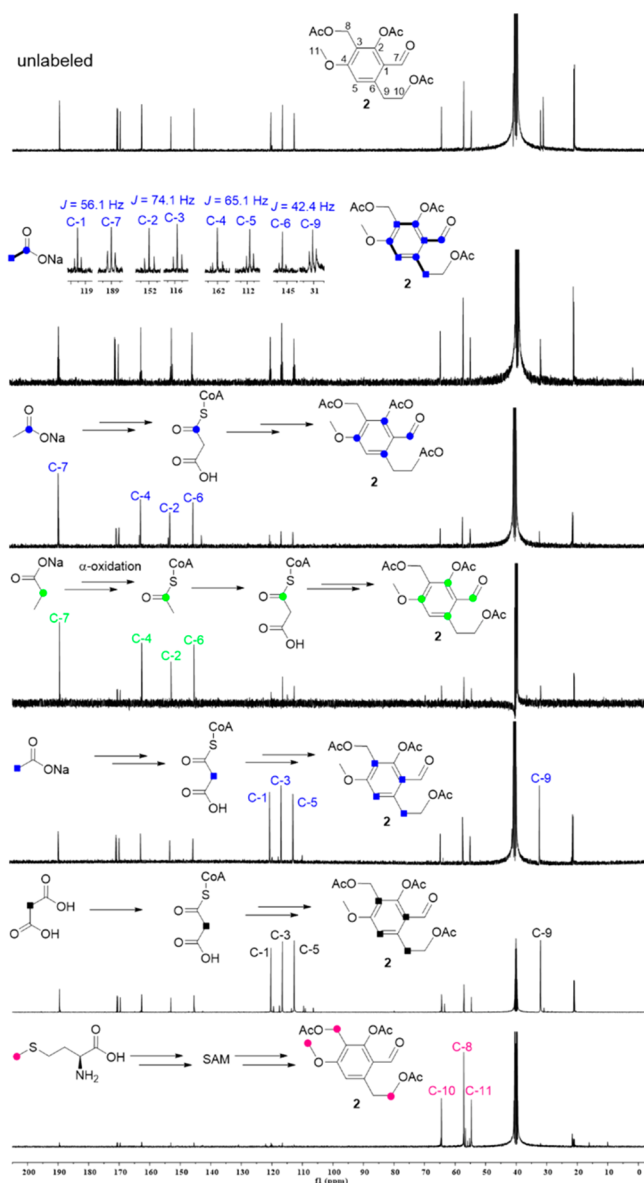 AcO
OAc
8
11
3
2
O
7
O
4
1
5
6
OAc
9
10
2
unlabeled
J = 56.1 Hz
J = 74.1 Hz
J = 65.1 Hz
J = 42.4 Hz
C-1 C-7 C-2 C-3 C-4 C-5 C-6 C-9
119 189 152 116 162 112 145 31
O
ONa
AcO
OAc
O
O
OAc
2
O
ONa
CoA
S
O
O
OH
AcO
AcO
O
O
AcO
2
C-7
C-4
C-2
C-6
ONa
O
α-oxidation
CoA
S
O
CoA
S
O
O
OH
AcO
OAc
O
O
AcO
2
C-7
C-4
C-2
C-6
O
ONa
CoA
S
O
O
OH
AcO
OAc
O
O
OAc
2
C-1
C-3
C-5
C-9
O
OH
O
OH
CoA
S
O
O
OH
AcO
OAc
O
O
OAc
2
C-1
C-3
C-5
C-9
S
O
OH
NH2
SAM
AcO
OAc
O
O
OAc
2
C-10
C-8
C-11
200 190 180 170 160 150 140 130 120 110 100 90 80 70 60 50 40 30 20 10 0
f1 (ppm)